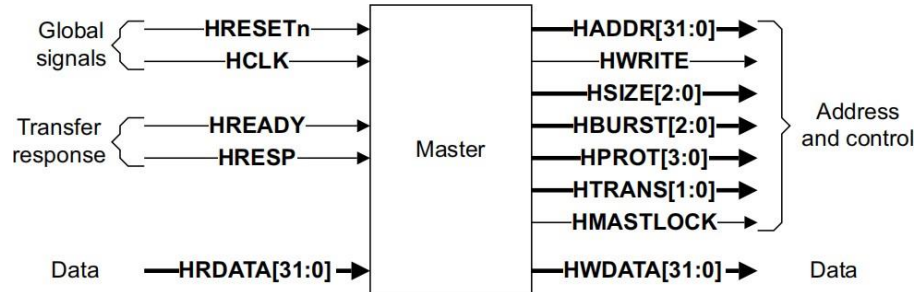 Global
signals
HRESETn
HCLK
Transfer
response
HREADY
HRESP
Data
HRDATA[31:0]
Master
HADDR[31:0]
HWRITE
HSIZE[2:0]
HBURST[2:0]
HPROT[3:0]
HTRANS[1:0]
HMASTLOCK
Address
and control
HWDATA[31:0]
Data